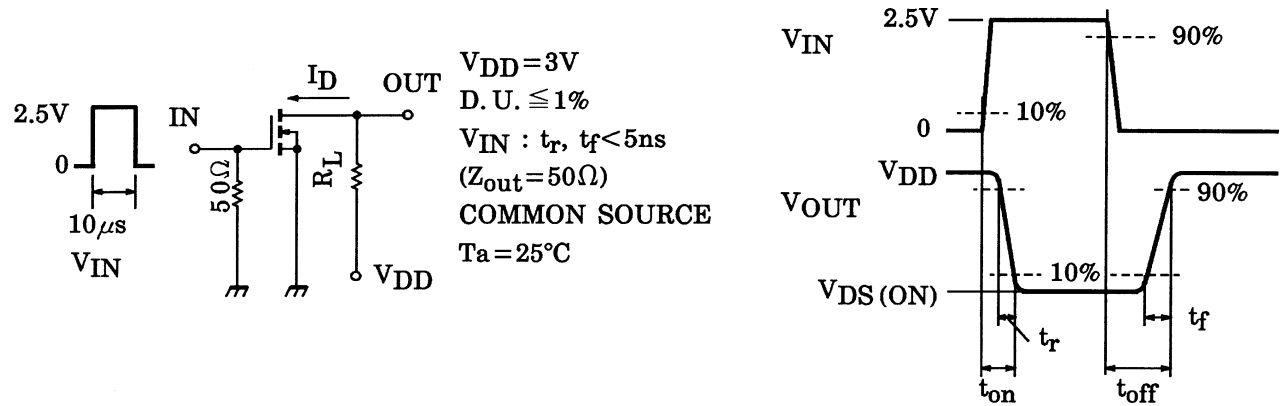 2.5V
0
10μs
VIN
IN
50Ω
ID
OUT
RL
VDD
VDD=3V
D. U. ≦ 1%
VIN : tr, tf<5ns
(Zout=50Ω)
COMMON SOURCE
Ta=25°C
VIN
2.5V
90%
10%
0
VOUT
VDD
90%
10%
VDS (ON)
tr
tf
ton
toff